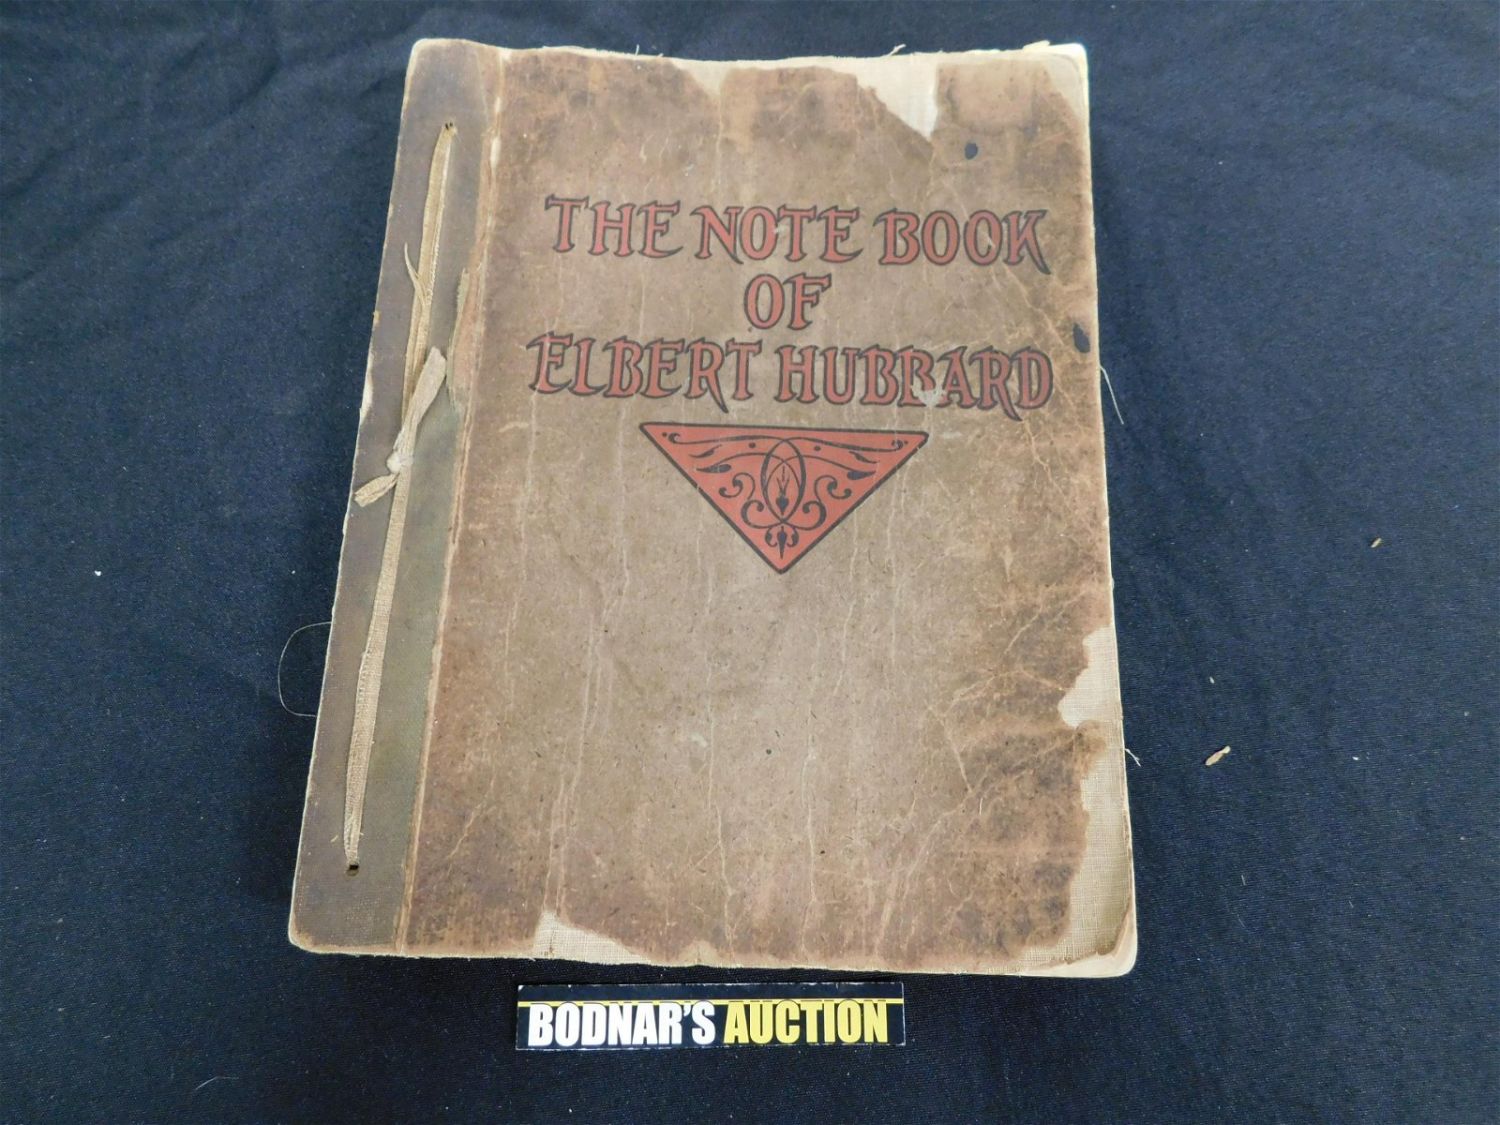 THE NOTE BOOK
OF
ELBERT HUBBARD
BODNAR'S AUCTION